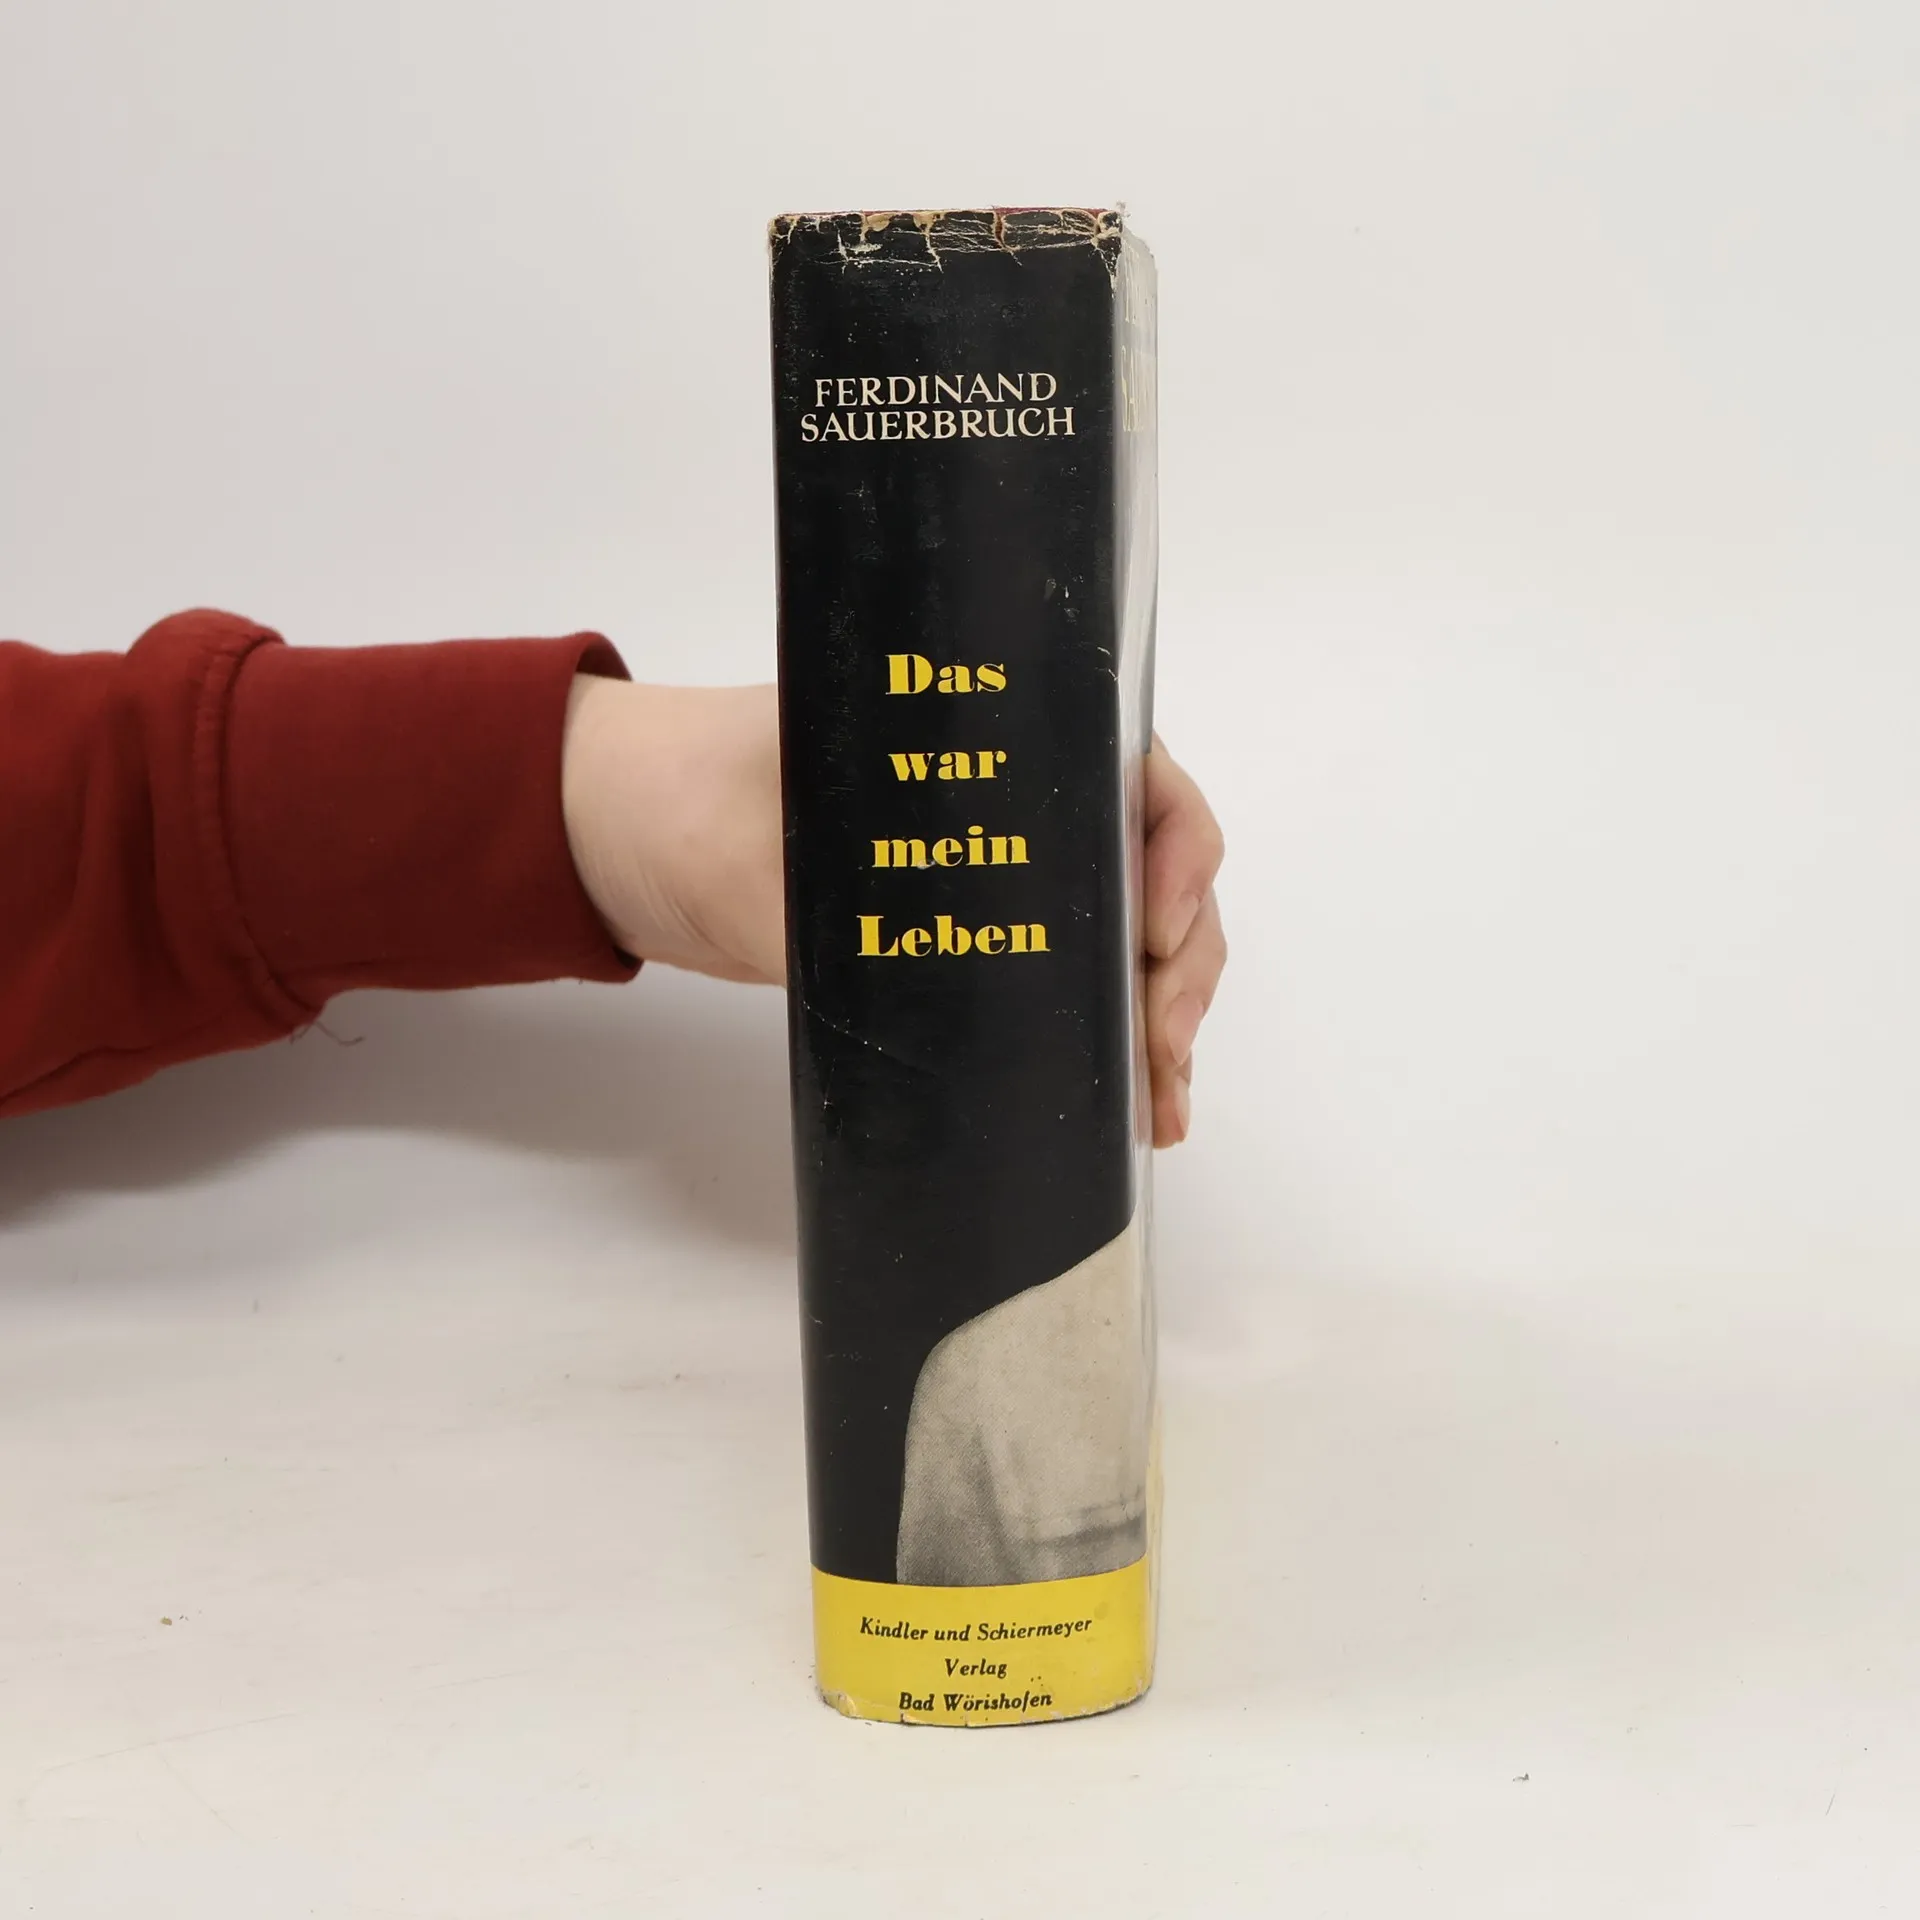 FERDINAND
SAUERBRUCH
Das
war
mein
Leben
Kindler und Schiermeyer
Verlag
Bad Wörishofen